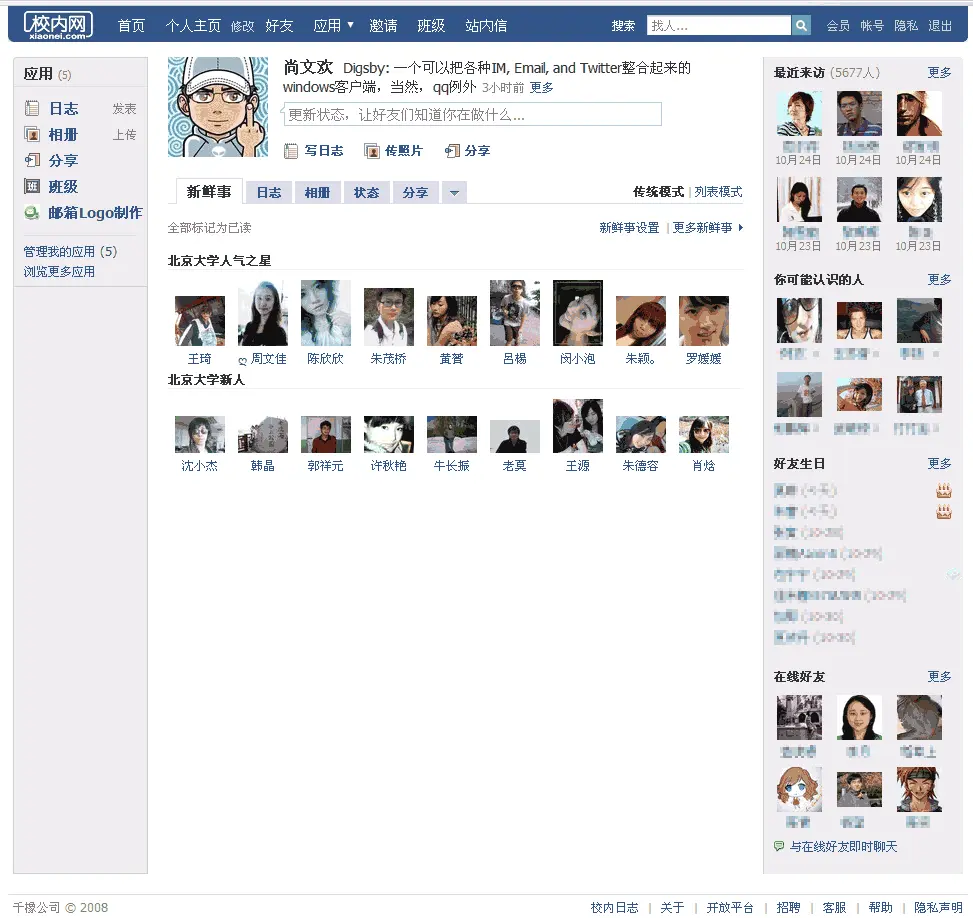 校内网
xiaonei.com
首页 个人主页 修改 好友 应用 ▼ 邀请 班级 站内信 搜索 找人... 会员 帐号 隐私 退出
应用 (5)
日志 发表
相册 上传
分享
班级
邮箱Logo制作
管理我的应用 (5)
浏览更多应用
尚文欢 Digsby: 一个可以把各种IM, Email, and Twitter整合起来的
windows客户端，当然，qq例外 3小时前 更多
更新状态，让好友们知道你在做什么...
写日志 传照片 分享
新鲜事 日志 相册 状态 分享
传统模式 | 列表模式
全部标记为已读 新鲜事设置 | 更多新鲜事
北京大学人气之星
王琦 ღ 周文佳 陈欣欣 朱茂桥 黄萱 吕楊 闵小泡 朱颖。 罗媛媛
北京大学新人
沈小杰 韩晶 郭祥元 许秋艳 牛长振 老莫 王源 朱德容 肖焓
最近来访 (5677人) 更多
10月24日 10月24日 10月24日
10月23日 10月23日 10月23日
你可能认识的人 更多
好友生日 更多
在线好友 更多
与在线好友即时聊天
千橡公司 © 2008
校内日志 | 关于 | 开放平台 | 招聘 | 客服 | 帮助 | 隐私声明